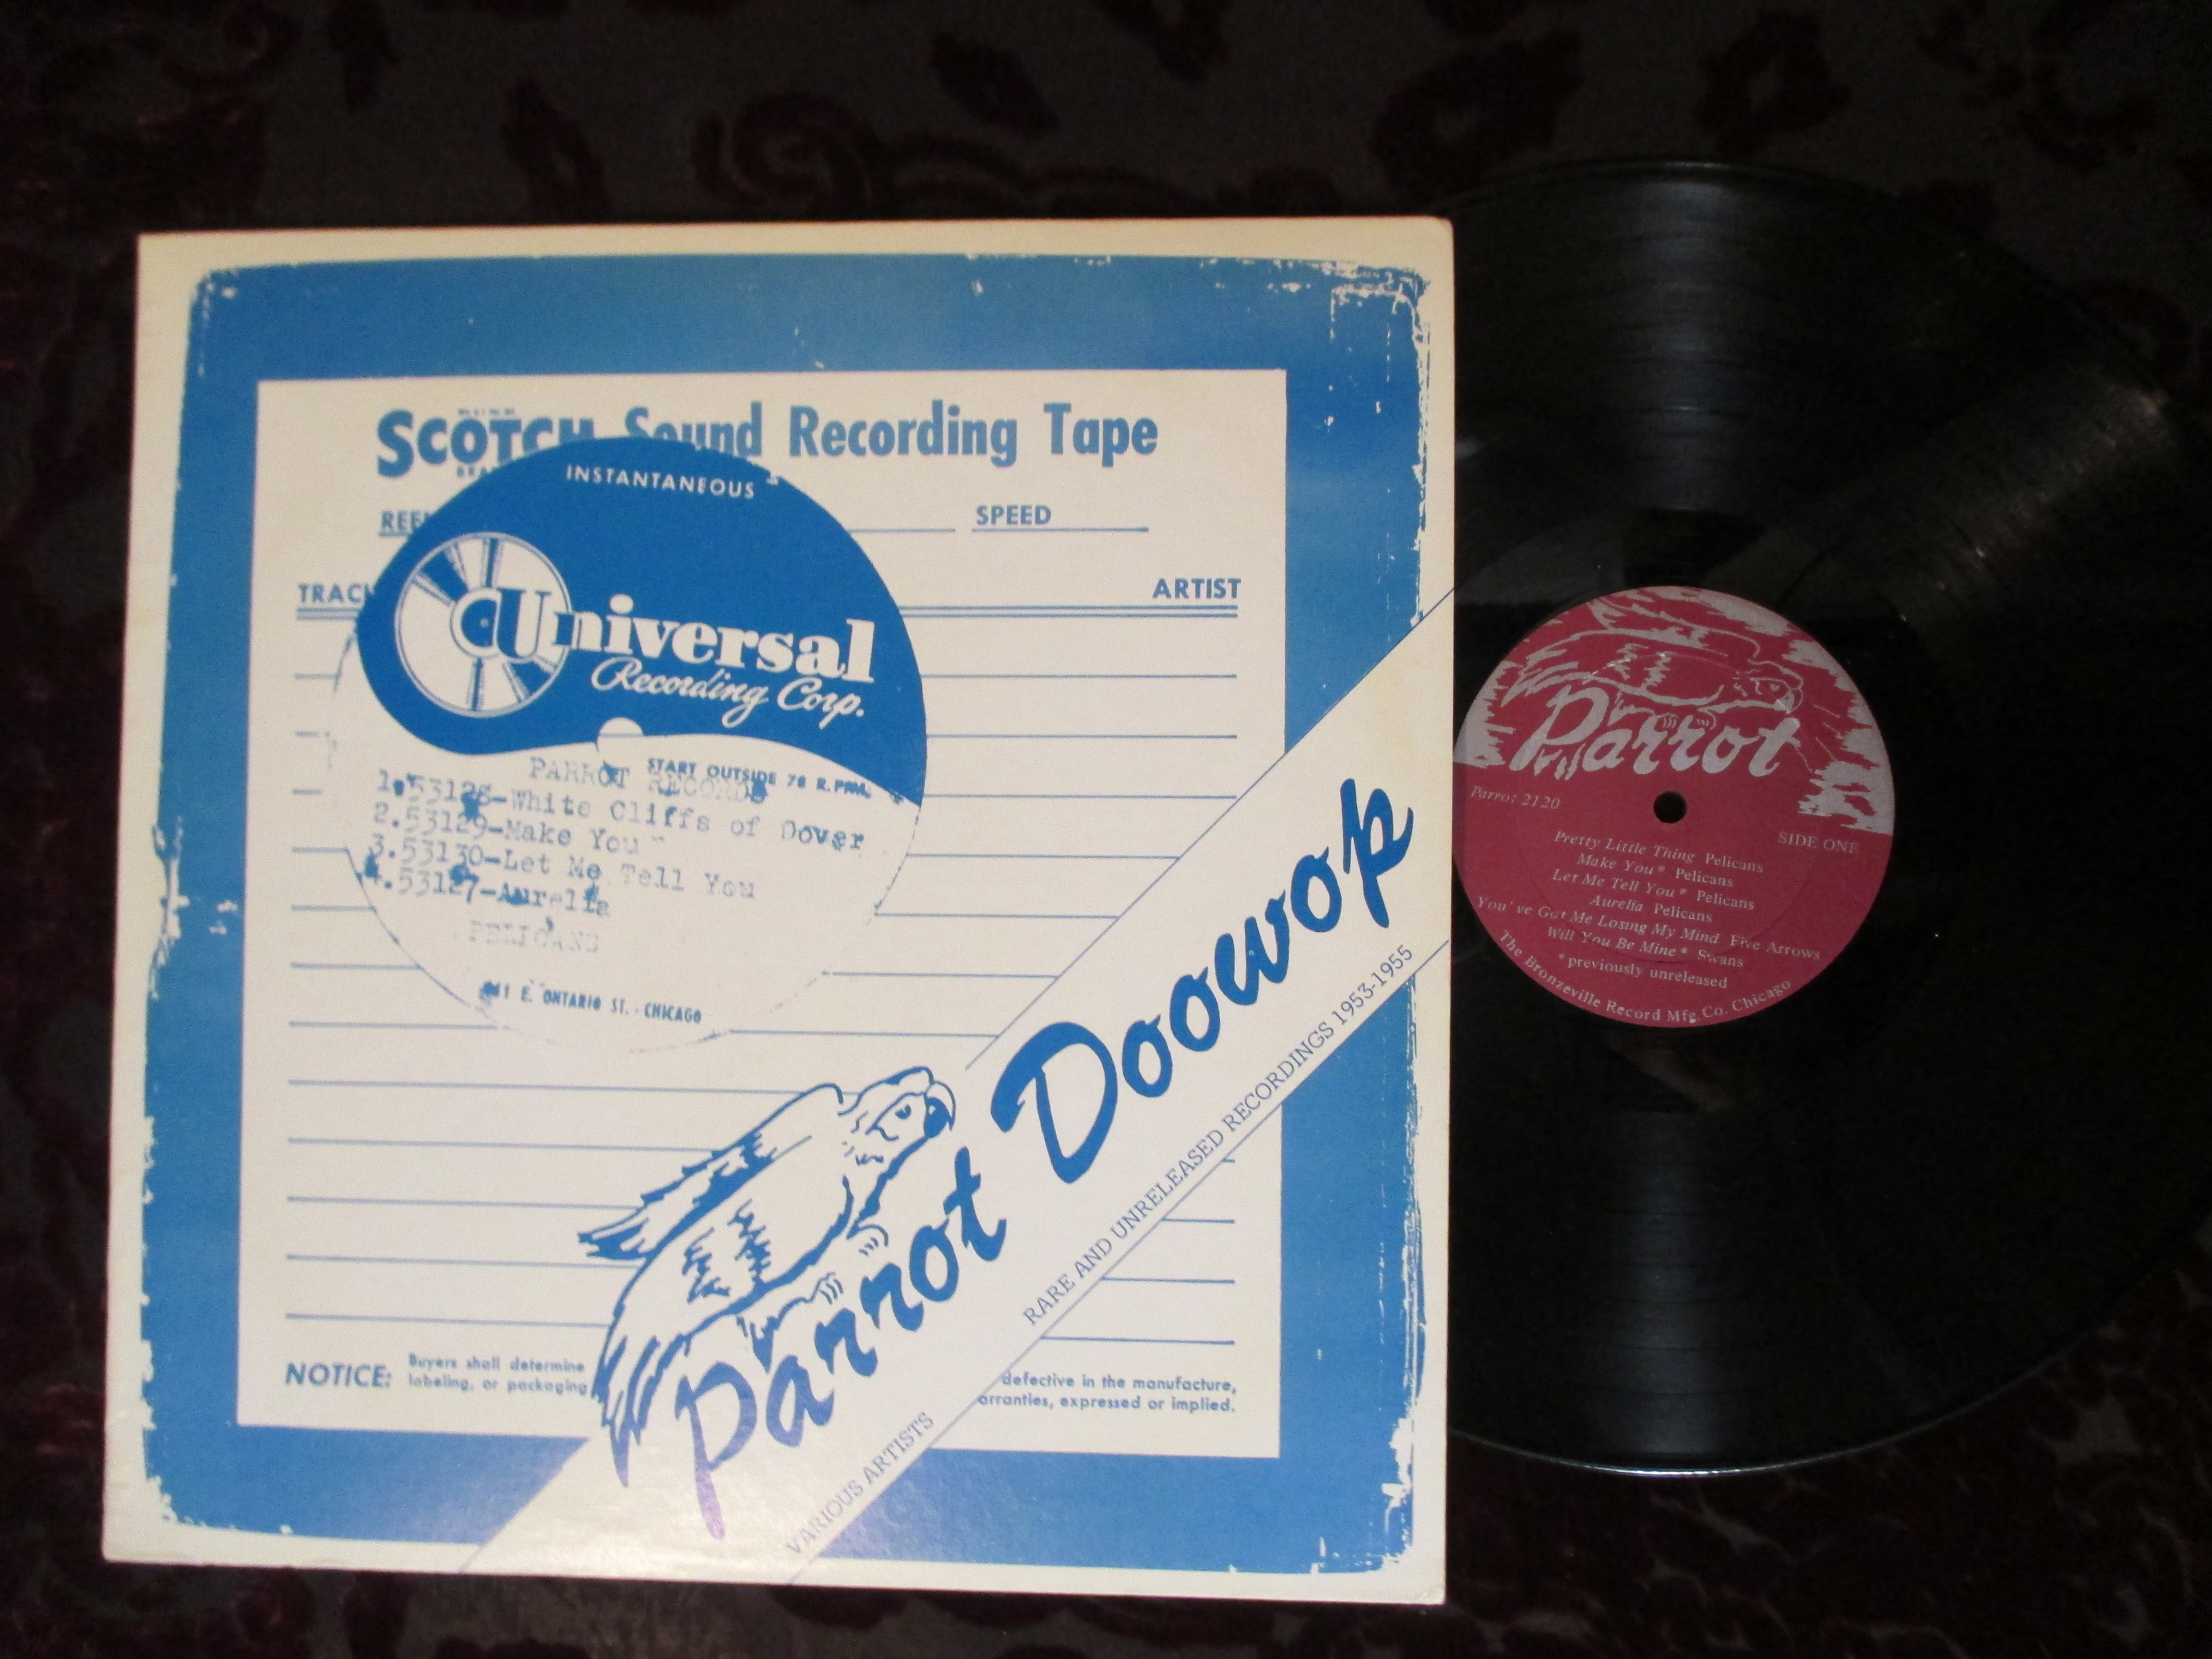 SCOTCH Sound Recording Tape
INSTANTANEOUS
SPEED
ARTIST
Universal
Recording Corp.
START OUTSIDE 78 R.P.M.
PARROT RECORDS
1.53128-White Cliffs of Dover
2.53129-Make You
3.53130-Let Me Tell You
4.53127-Aurelia
PELICANS
E. ONTARIO ST. - CHICAGO
Parrot Doowop
VARIOUS ARTISTS
RARE AND UNRELEASED RECORDINGS 1953-1955
NOTICE: Buyers shall determine
labeling, or packaging
defective in the manufacture,
expressed or implied.
Parrot
Parrot 2120
SIDE ONE
Pretty Little Thing Pelicans
Make You* Pelicans
Let Me Tell You* Pelicans
Aurelia Pelicans
You've Got Me Losing My Mind Five Arrows
Will You Be Mine* Swans
*previously unreleased
The Bronzeville Record Mfg. Co. Chicago